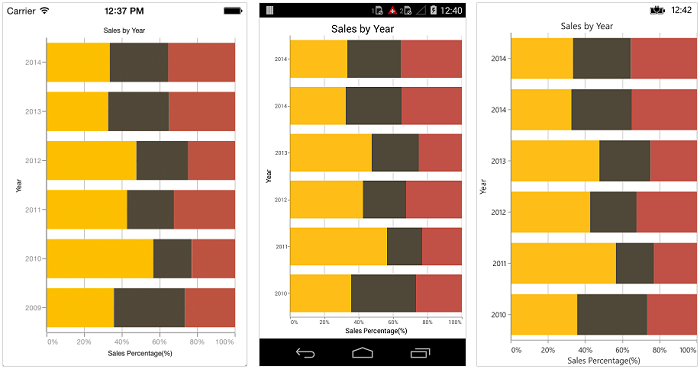 Carrier 12:37 PM
Sales by Year
2014
2013
2012
2011
2010
2009
Year
0% 20% 40% 60% 80% 100%
Sales Percentage(%)
1 2 12:40
Sales by Year
2014
2014
2013
2012
2011
2010
Year
0% 20% 40% 60% 80% 100%
Sales Percentage(%)
12:42
Sales by Year
2014
2014
2013
2012
2011
2010
Year
0% 20% 40% 60% 80% 100%
Sales Percentage(%)